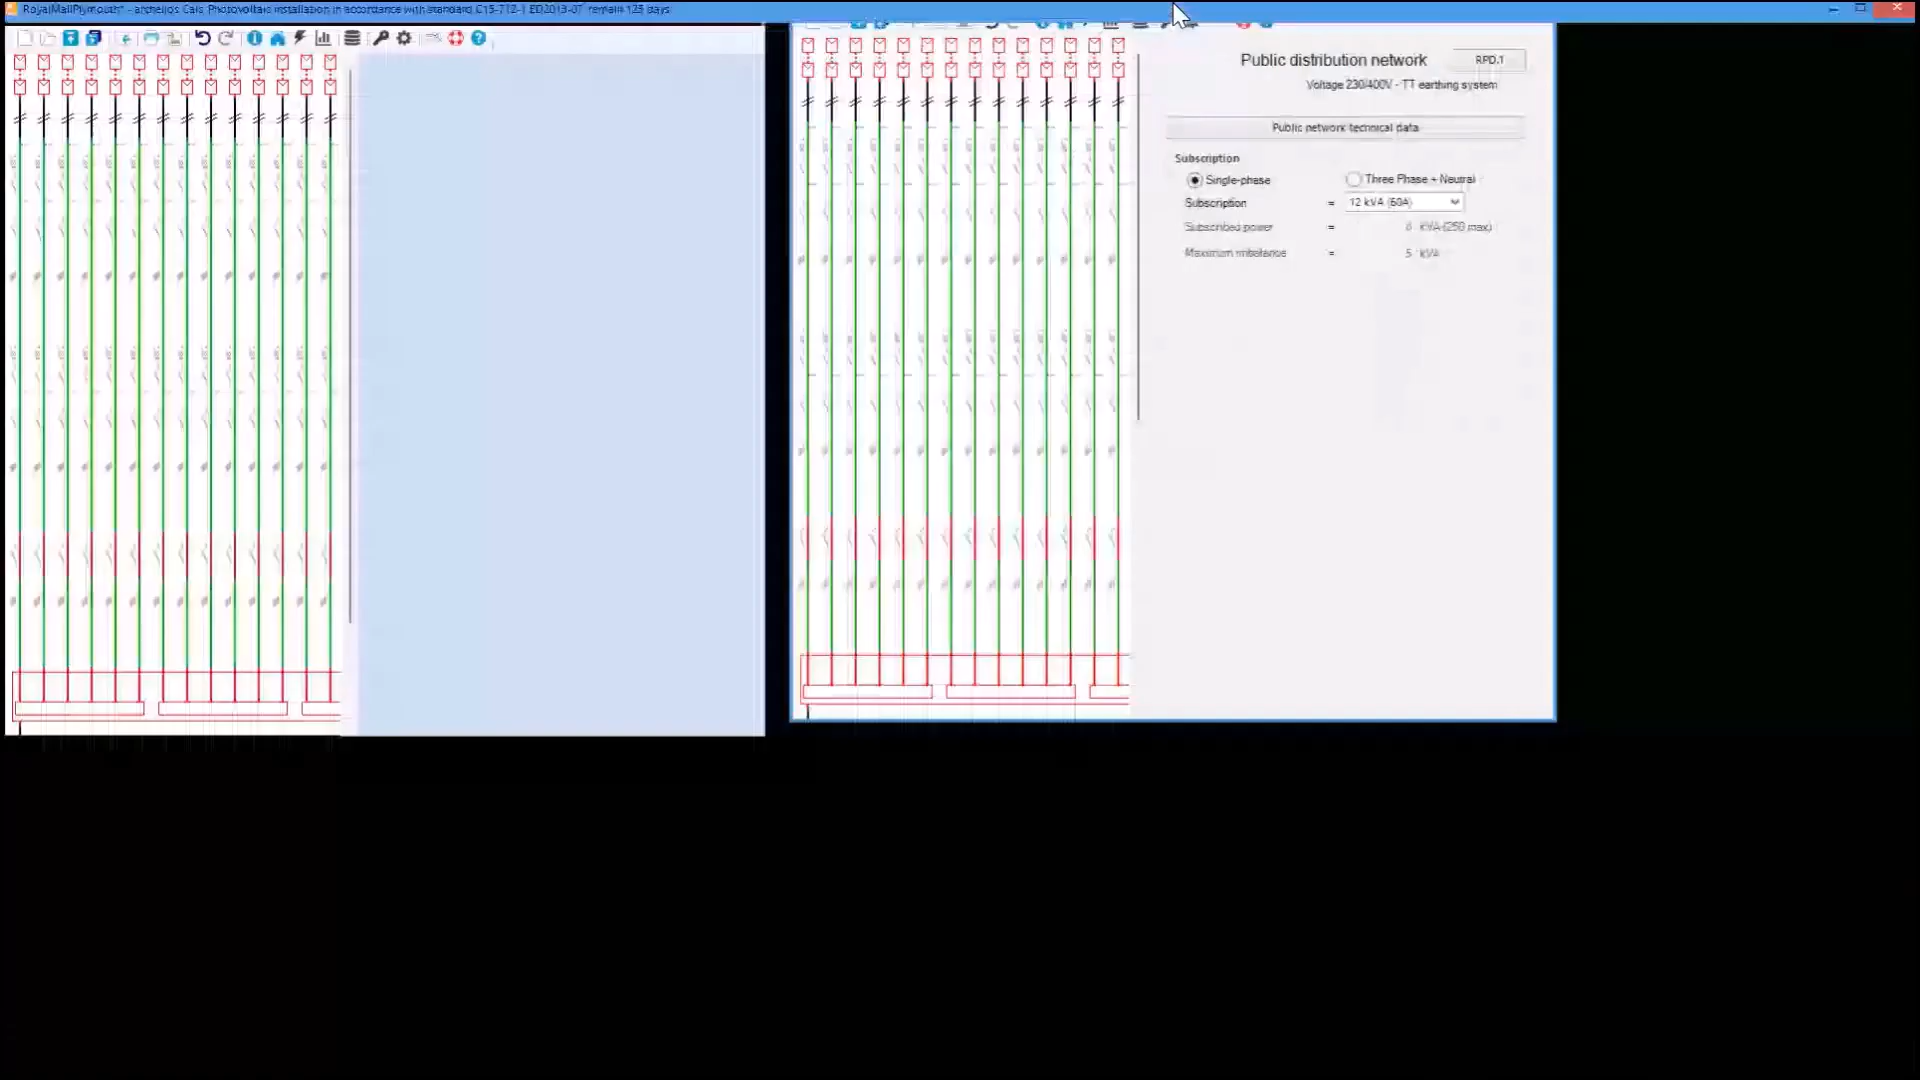 RoyalMailPlymouth* - archelios Calc Photovoltaic installation in accordance with standard C15-712-1 ED2013-07 remain 125 days
Public distribution network
RPD.1
Voltage 230/400V - TT earthing system
Public network technical data
Subscription
Single-phase
Three Phase + Neutral
Subscription = 12 kVA (60A)
Subscribed power = KVA (250 max)
Maximum imbalance = 5 kVA